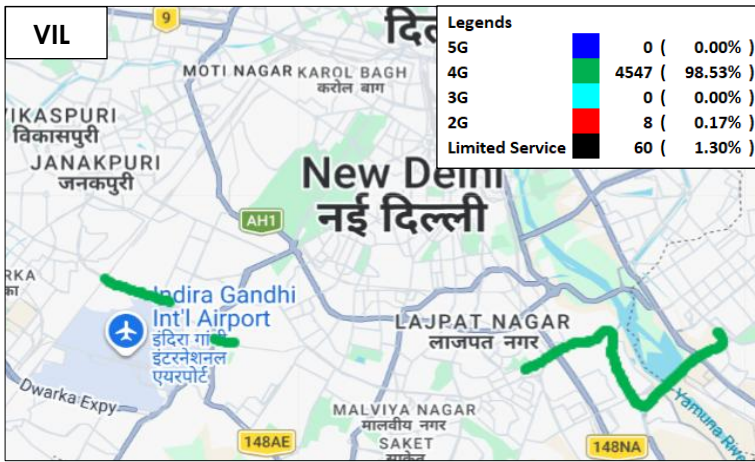 VIL
9
दि
Legends
5G 0 ( 0.00% )
4G 4547 ( 98.53% )
3G 0 ( 0.00% )
2G 8 ( 0.17% )
Limited Service 60 ( 1.30% )
MOTI NAGAR
KAROL BAGH
करोल बाग
VIKASPURI
विकासपुरी
JANAKPURI
जनकपुरी
New Delhi
नई दिल्ली
AH1
RKA
Indira Gandhi
Int'l Airport
इंदिरा गांधी
इंटरनेशनल
एयरपोर्ट
LAJPAT NAGAR
लाजपत नगर
Dwarka Expy
MALVIYA NAGAR
मालवीय नगर
SAKET
साकेत
148AE
148NA
Yamuna River